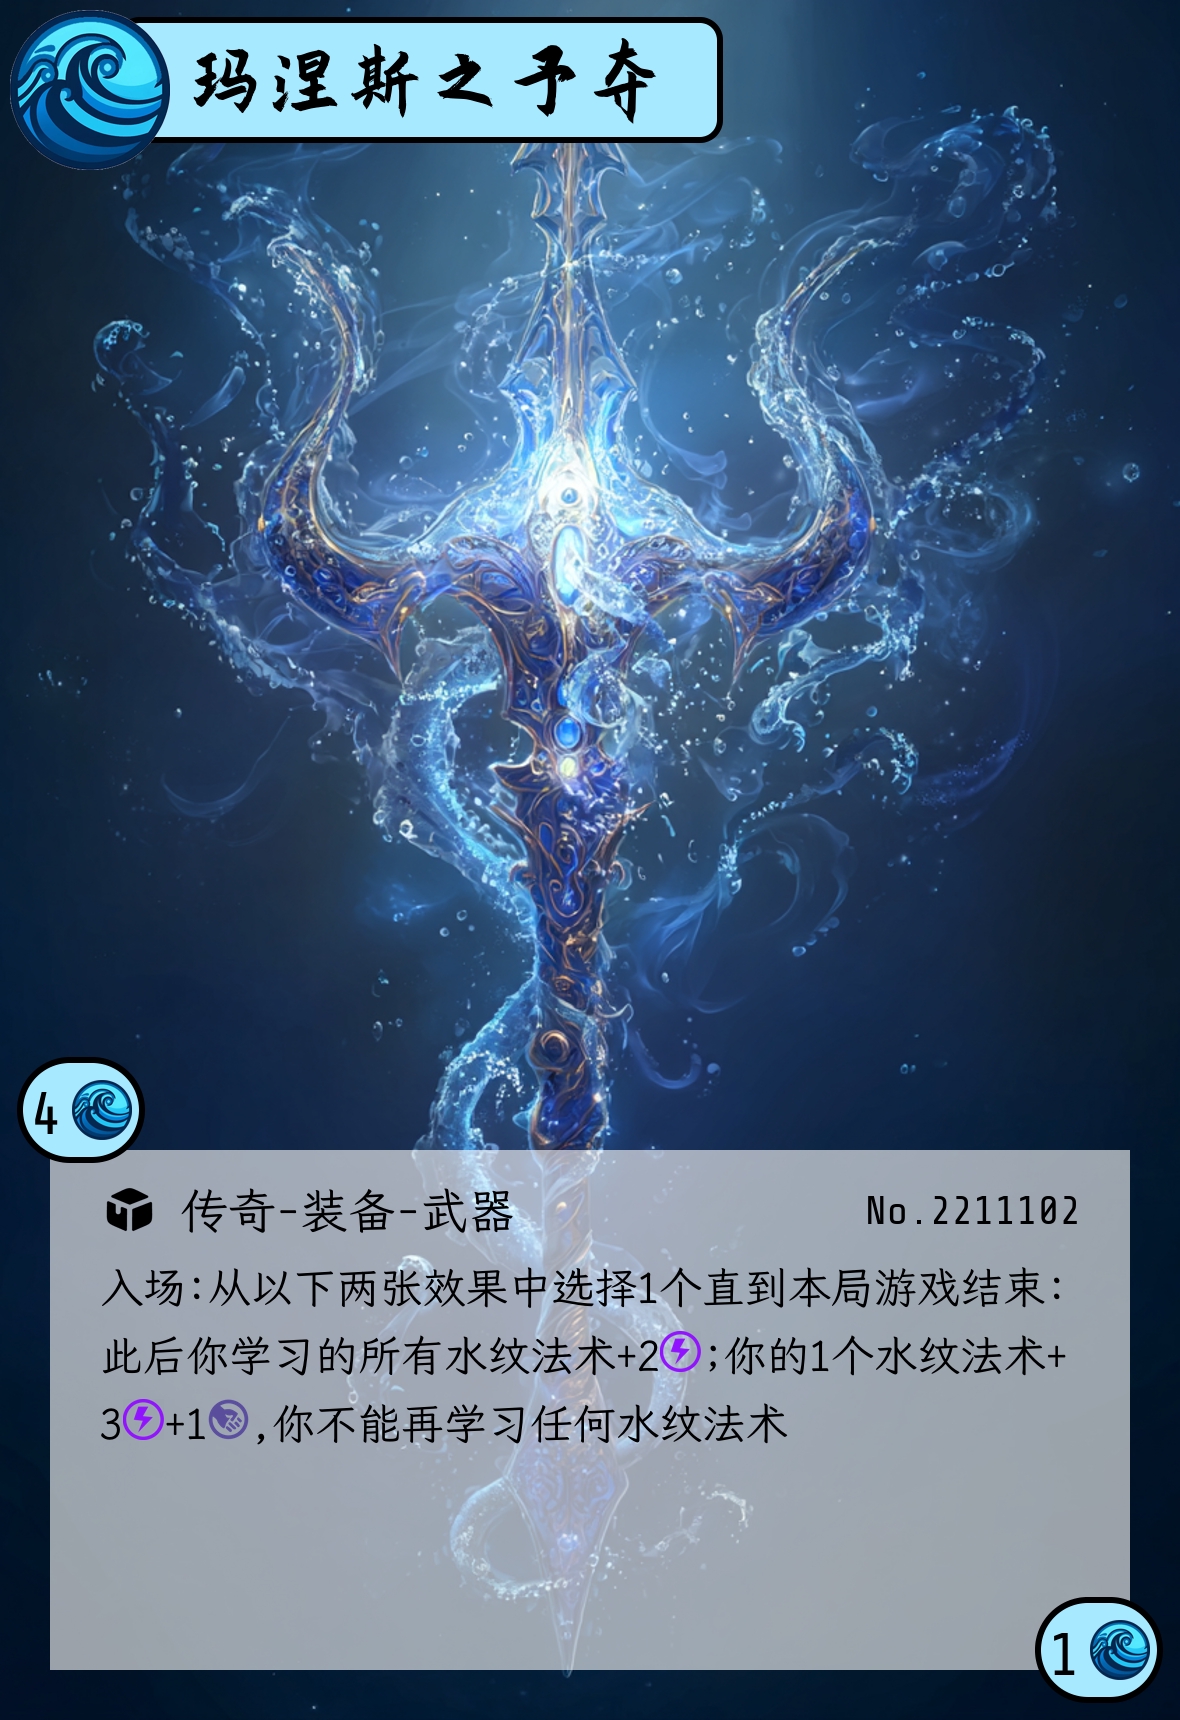 玛涅斯之予夺
4
传奇-装备-武器
No.2211102
入场:从以下两张效果中选择1个直到本局游戏结束:
此后你学习的所有水纹法术+2;你的1个水纹法术+
3+1,你不能再学习任何水纹法术
1